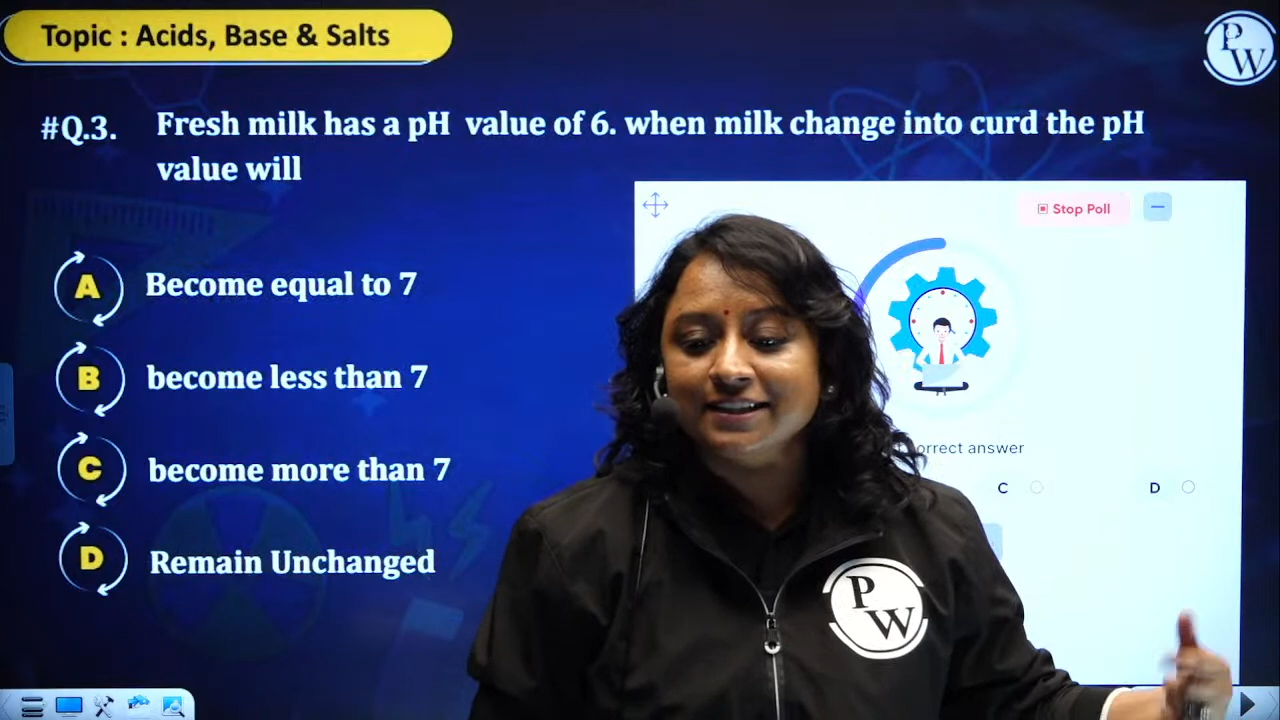 Topic : Acids, Base & Salts
P
W
#Q.3. Fresh milk has a pH value of 6. when milk change into curd the pH
value will
Stop Poll
A Become equal to 7
B become less than 7
C become more than 7
D Remain Unchanged
correct answer
C
D
P
W